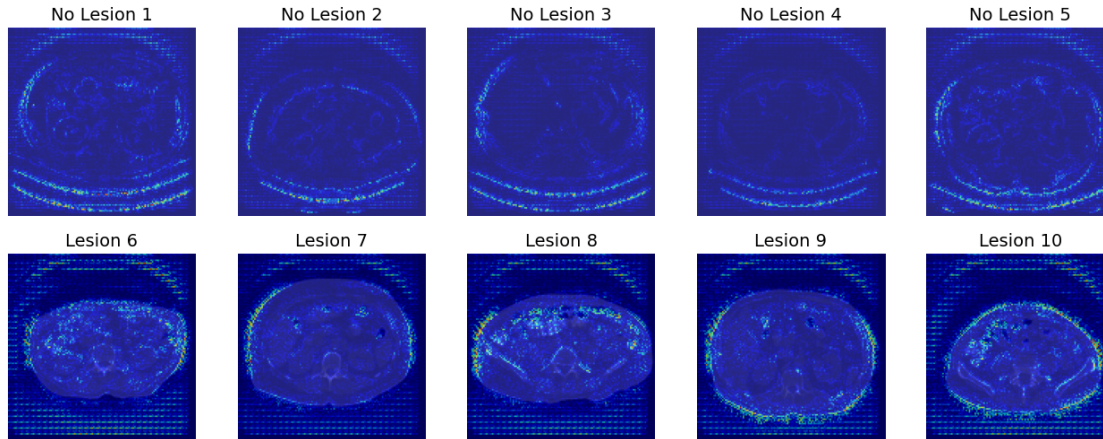 No Lesion 1
No Lesion 2
No Lesion 3
No Lesion 4
No Lesion 5
Lesion 6
Lesion 7
Lesion 8
Lesion 9
Lesion 10